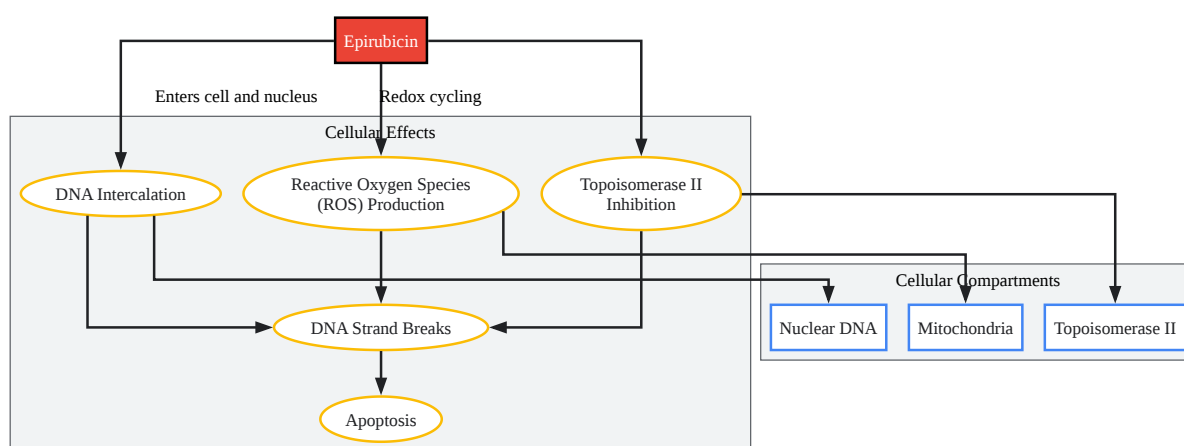 Epirubicin
Enters cell and nucleus
Redox cycling
Cellular Effects
DNA Intercalation
Reactive Oxygen Species
(ROS) Production
Topoisomerase II
Inhibition
Cellular Compartments
Nuclear DNA
Mitochondria
Topoisomerase II
DNA Strand Breaks
Apoptosis